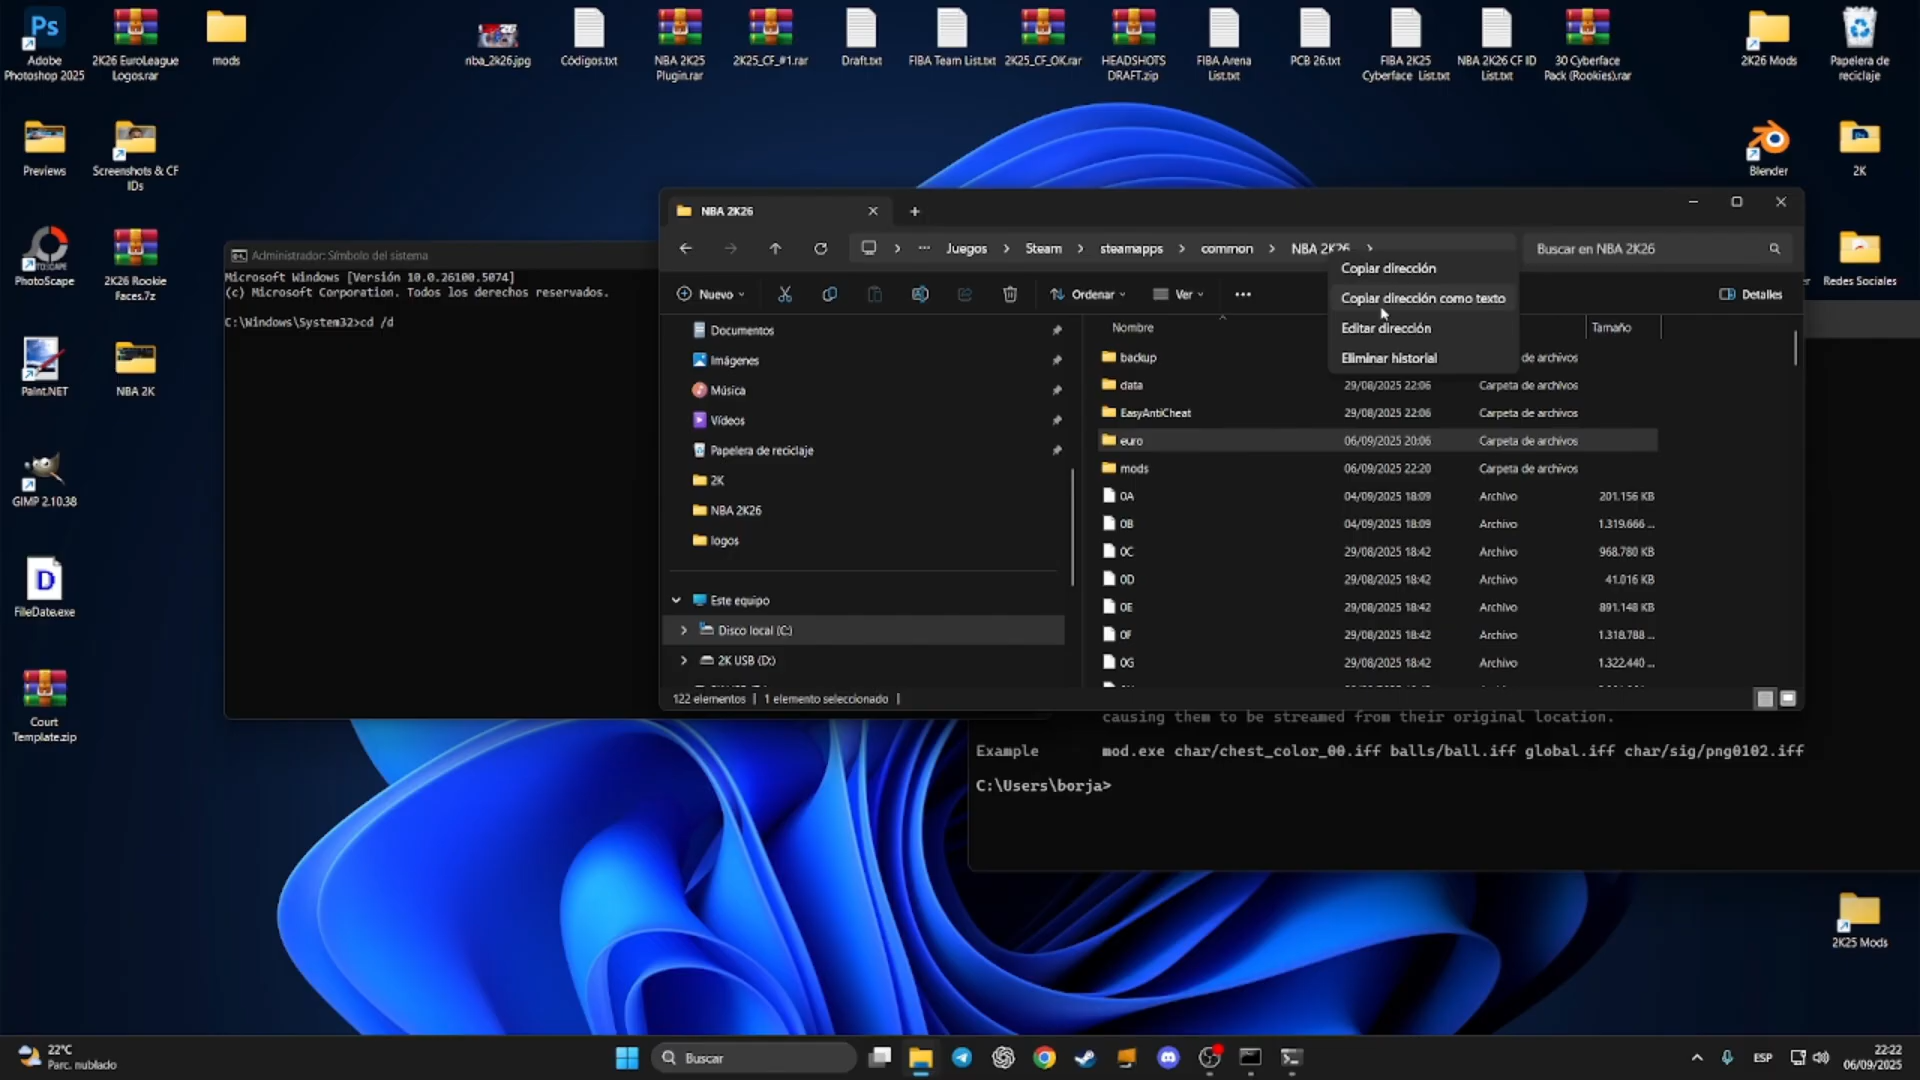 Adobe
Photoshop 2025
2K26 EuroLeague
Logos.rar
mods
nba_2k26.jpg
Códigos.txt
NBA 2K25
Plugin.rar
2K25_CF_#1.rar
Draft.txt
FIBA Team List.txt
2K25_CF_OK.rar
HEADSHOTS
DRAFT.zip
FIBA Arena
List.txt
PCB 26.txt
FIBA 2K25
Cyberface List.txt
NBA 2K26 CF ID
List.txt
30 Cyberface
Pack (Rookies).rar
2K26 Mods
Papelera de
reciclaje
Previews
Screenshots & CF
IDs
Blender
2K
PhotoScape
2K26 Rookie
Faces.7z
Redes Sociales
Paint.NET
NBA 2K
GIMP 2.10.38
FileDate.exe
Court
Template.zip
2K25 Mods
Administrador: Símbolo del sistema
Microsoft Windows [Versión 10.0.26100.5074]
(c) Microsoft Corporation. Todos los derechos reservados.
C:\Windows\System32>cd /d
NBA 2K26
Juegos
Steam
steamapps
common
NBA 2K26
Buscar en NBA 2K26
Copiar dirección
Copiar dirección como texto
Editar dirección
Eliminar historial
Nuevo
Ordenar
Ver
Detalles
Documentos
Imágenes
Música
Vídeos
Papelera de reciclaje
2K
NBA 2K26
logos
Este equipo
Disco local (C:)
2K USB (D:)
Nombre
Tamaño
backup de archivos
data 29/08/2025 22:06 Carpeta de archivos
EasyAntiCheat 29/08/2025 22:06 Carpeta de archivos
euro 06/09/2025 20:06 Carpeta de archivos
mods 06/09/2025 22:20 Carpeta de archivos
0A 04/09/2025 18:09 Archivo 201.156 KB
0B 04/09/2025 18:09 Archivo 1.319.666 ...
0C 29/08/2025 18:42 Archivo 968.780 KB
0D 29/08/2025 18:42 Archivo 41.016 KB
0E 29/08/2025 18:42 Archivo 891.148 KB
0F 29/08/2025 18:42 Archivo 1.318.788 ...
0G 29/08/2025 18:42 Archivo 1.322.440 ...
122 elementos | 1 elemento seleccionado |
causing them to be streamed from their original location.
Example mod.exe char/chest_color_00.iff balls/ball.iff global.iff char/sig/png0102.iff
C:\Users\borja>
22°C
Parc. nublado
Buscar
ESP
22:22
06/09/2025